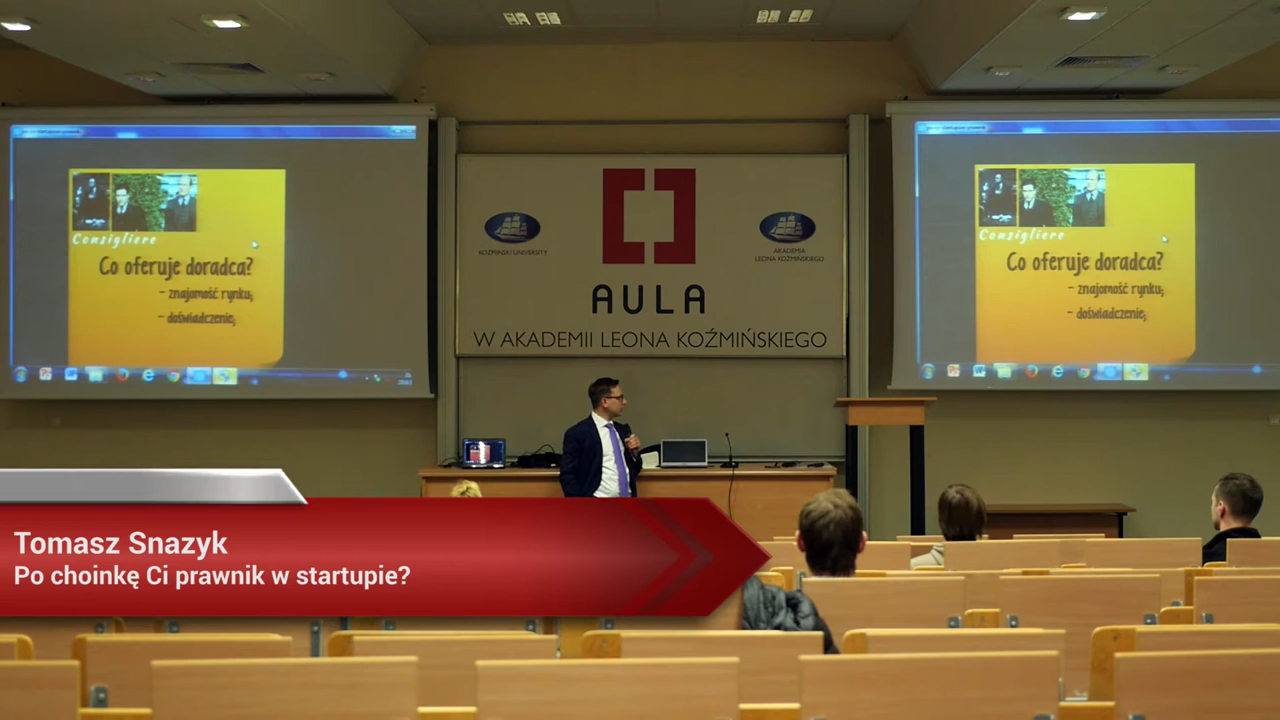 Consigliere
Co oferuje doradca?
- znajomość rynku;
- doświadczenie;
KOZMINSKI UNIVERSITY
AKADEMIA
LEONA KOŹMIŃSKIEGO
AULA
W AKADEMII LEONA KOŹMIŃSKIEGO
Consigliere
Co oferuje doradca?
- znajomość rynku;
- doświadczenie;
Tomasz Snazyk
Po choinkę Ci prawnik w startupie?